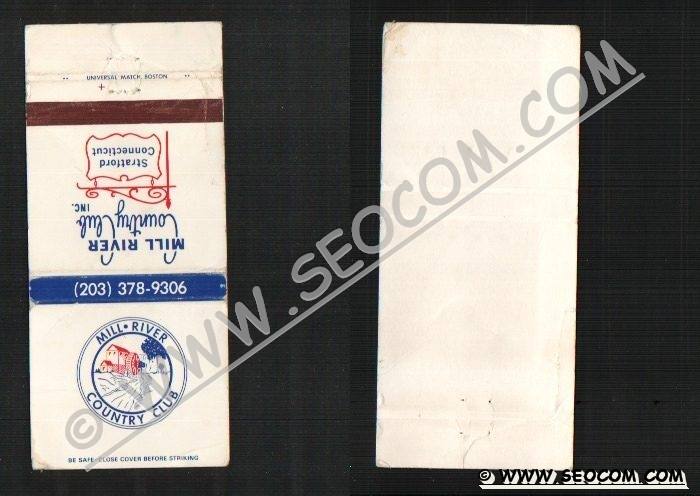 UNIVERSAL MATCH, BOSTON
Stratford
Connecticut
MILL RIVER
Country Club
INC.
(203) 378-9306
MILL • RIVER
COUNTRY CLUB
BE SAFE-CLOSE COVER BEFORE STRIKING
© WWW.SEOCOM.COM
© WWW.SEOCOM.COM